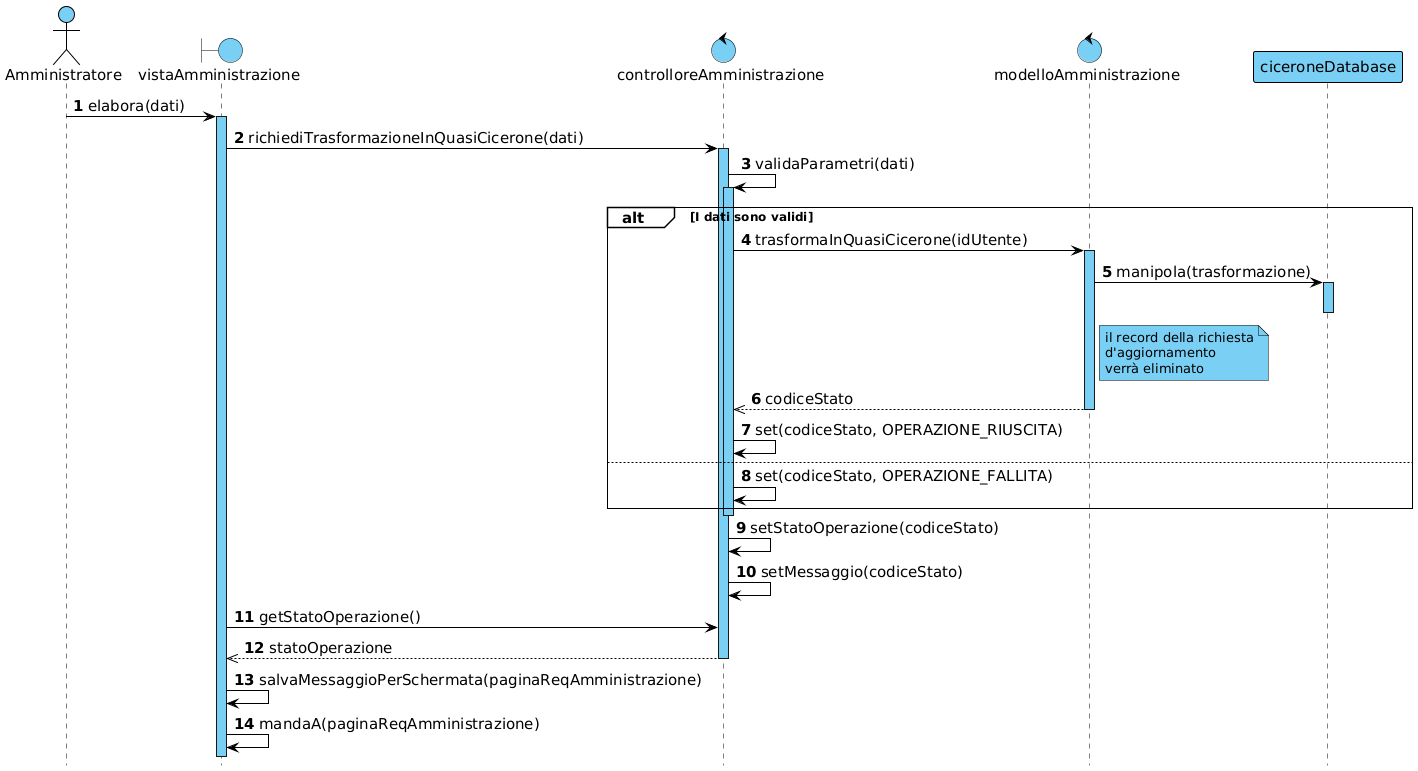 Amministratore
vistaAmministrazione
controlloreAmministrazione
modelloAmministrazione
ciceroneDatabase
1 elabora(dati)
2 richiediTrasformazioneInQuasiCicerone(dati)
3 validaParametri(dati)
alt [I dati sono validi]
4 trasformaInQuasiCicerone(idUtente)
5 manipola(trasformazione)
il record della richiesta
d'aggiornamento
verrà eliminato
6 codiceStato
7 set(codiceStato, OPERAZIONE_RIUSCITA)
8 set(codiceStato, OPERAZIONE_FALLITA)
9 setStatoOperazione(codiceStato)
10 setMessaggio(codiceStato)
11 getStatoOperazione()
12 statoOperazione
13 salvaMessaggioPerSchermata(paginaReqAmministrazione)
14 mandaA(paginaReqAmministrazione)